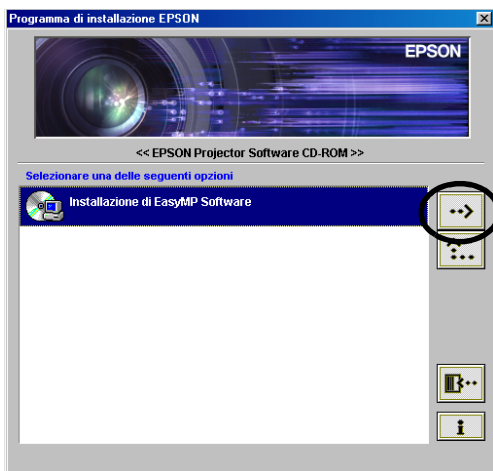 Programma di installazione EPSON
EPSON
<< EPSON Projector Software CD-ROM >>
Selezionare una delle seguenti opzioni
Installazione di EasyMP Software